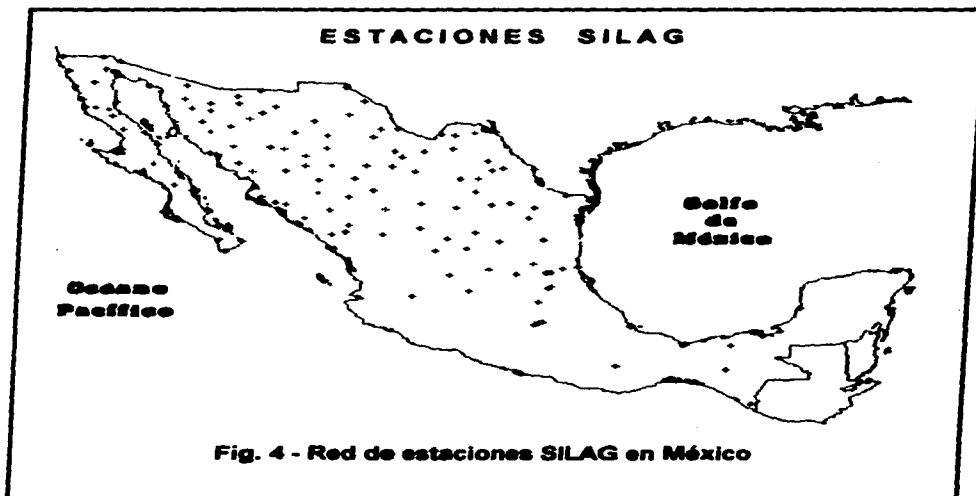 ESTACIONES SILAG
Golfo
de
México
Océano
Pacífico
Fig. 4 - Red de estaciones SILAG en México